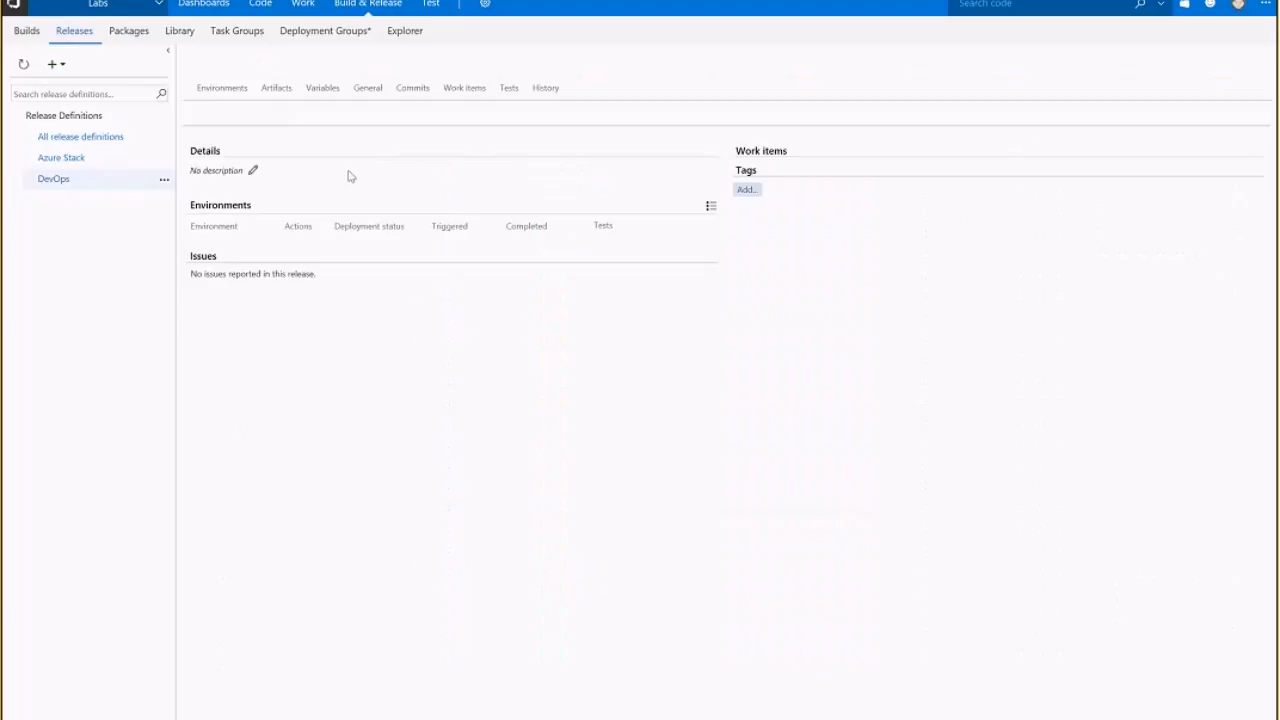 Labs Dashboards Code Work Build & Release Test Search code
Builds Releases Packages Library Task Groups Deployment Groups* Explorer
Search release definitions...
Release Definitions
All release definitions
Azure Stack
DevOps
Environments Artifacts Variables General Commits Work items Tests History
Details
No description
Environments
Environment Actions Deployment status Triggered Completed Tests
Issues
No issues reported in this release.
Work items
Tags
Add...